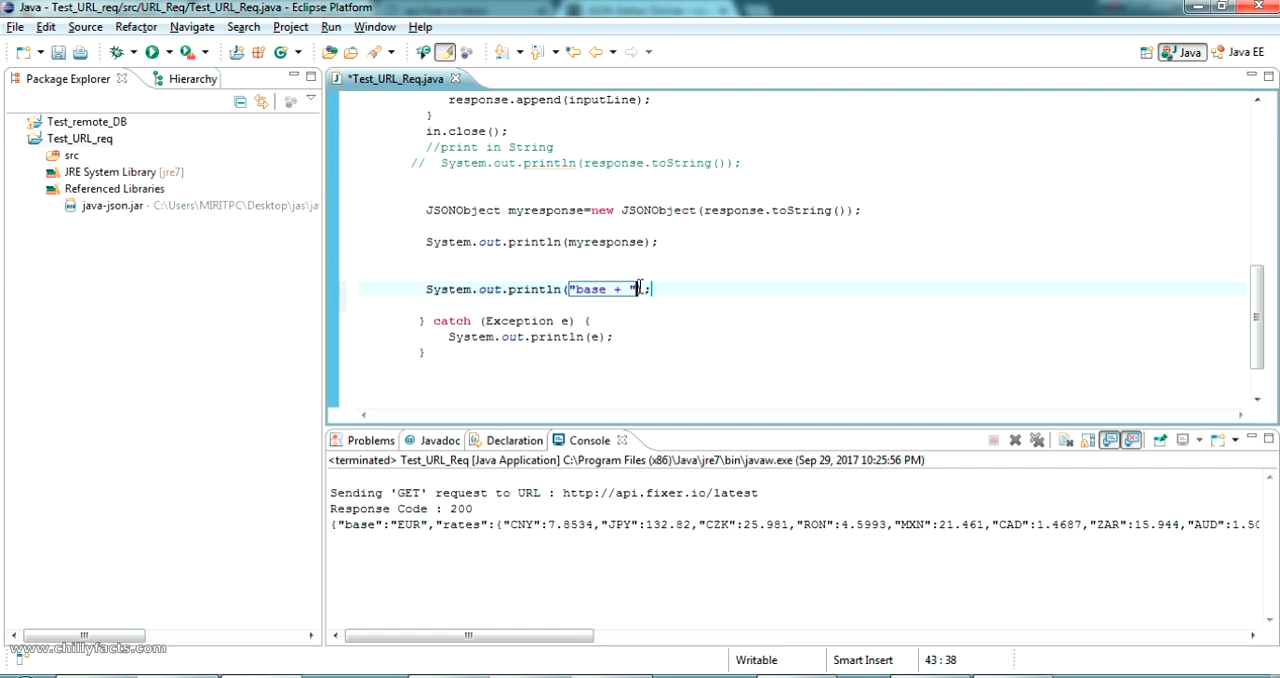 Java - Test_URL_req/src/URL_Req/Test_URL_Req.java - Eclipse Platform
File Edit Source Refactor Navigate Search Project Run Window Help
Java Java EE
Package Explorer Hierarchy
*Test_URL_Req.java
Test_remote_DB
Test_URL_req
src
JRE System Library [jre7]
Referenced Libraries
java-json.jar - C:\Users\MIRITPC\Desktop\jas\ja
response.append(inputLine);
}
in.close();
//print in String
// System.out.println(response.toString());
JSONObject myresponse=new JSONObject(response.toString());
System.out.println(myresponse);
System.out.println("base + ");
} catch (Exception e) {
System.out.println(e);
}
Problems Javadoc Declaration Console
<terminated> Test_URL_Req [Java Application] C:\Program Files (x86)\Java\jre7\bin\javaw.exe (Sep 29, 2017 10:25:56 PM)
Sending 'GET' request to URL : http://api.fixer.io/latest
Response Code : 200
{"base":"EUR","rates":{"CNY":7.8534,"JPY":132.82,"CZK":25.981,"RON":4.5993,"MXN":21.461,"CAD":1.4687,"ZAR":15.944,"AUD":1.50
www.chillyfacts.com
Writable Smart Insert 43 : 38